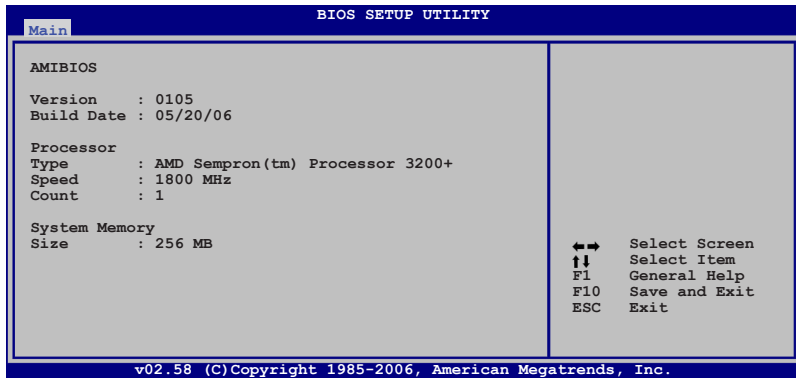 BIOS SETUP UTILITY
Main
AMIBIOS
Version : 0105
Build Date : 05/20/06
Processor
Type : AMD Sempron(tm) Processor 3200+
Speed : 1800 MHz
Count : 1
System Memory
Size : 256 MB
←→ Select Screen
↑↓ Select Item
F1 General Help
F10 Save and Exit
ESC Exit
v02.58 (C)Copyright 1985-2006, American Megatrends, Inc.